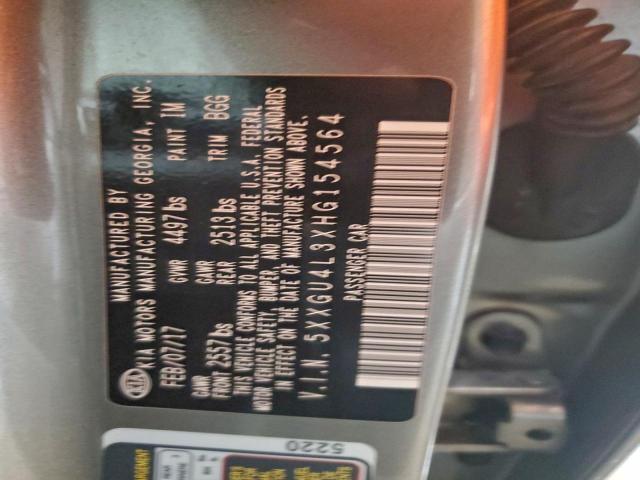 MANUFACTURED BY
KIA KIA MOTORS MANUFACTURING GEORGIA, INC.
FEB/07/17 GVWR 4497lbs PAINT IM
GAWR FRONT 2557lbs GAWR REAR 2513lbs TRIM BGG
THIS VEHICLE CONFORMS TO ALL APPLICABLE U.S.A. FEDERAL
MOTOR VEHICLE SAFETY, BUMPER, AND THEFT PREVENTION STANDARDS
IN EFFECT ON THE DATE OF MANUFACTURE SHOWN ABOVE.
V.I.N. 5XXGU4L3XHG154564
PASSENGER CAR
5220